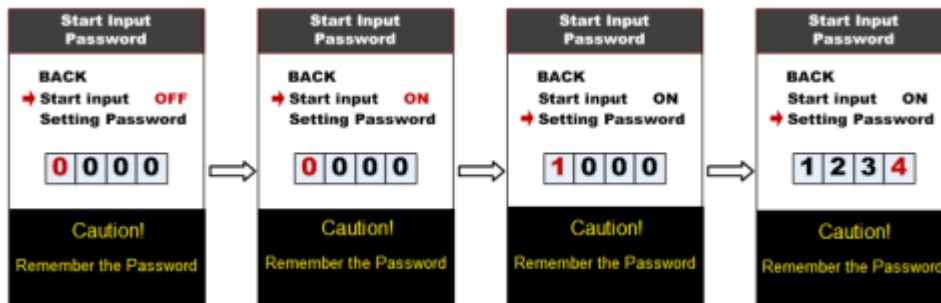 Start Input
Password
BACK
Start input OFF
Setting Password
0 0 0 0
Caution!
Remember the Password
Start Input
Password
BACK
Start input ON
Setting Password
0 0 0 0
Caution!
Remember the Password
Start Input
Password
BACK
Start input ON
Setting Password
1 0 0 0
Caution!
Remember the Password
Start Input
Password
BACK
Start input ON
Setting Password
1 2 3 4
Caution!
Remember the Password